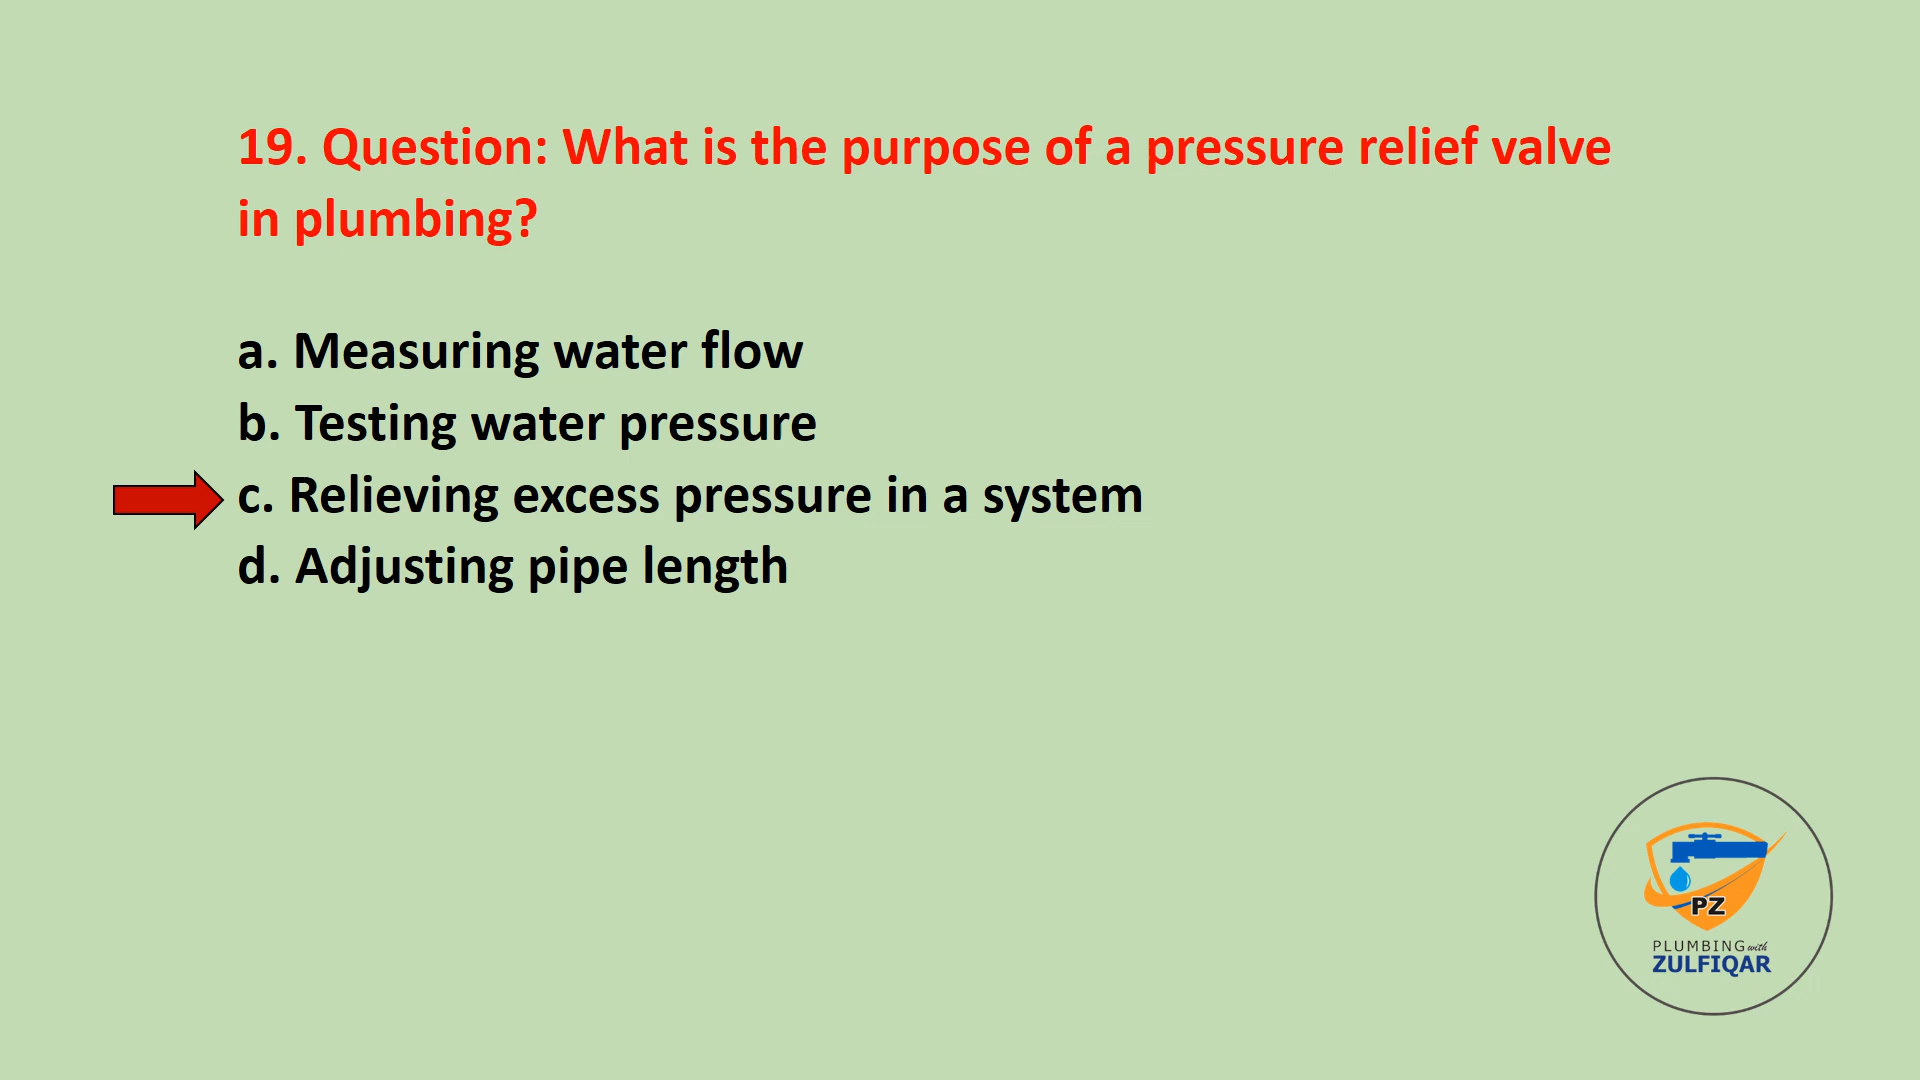 19. Question: What is the purpose of a pressure relief valve
in plumbing?
a. Measuring water flow
b. Testing water pressure
c. Relieving excess pressure in a system
d. Adjusting pipe length
PZ
PLUMBING with
ZULFIQAR